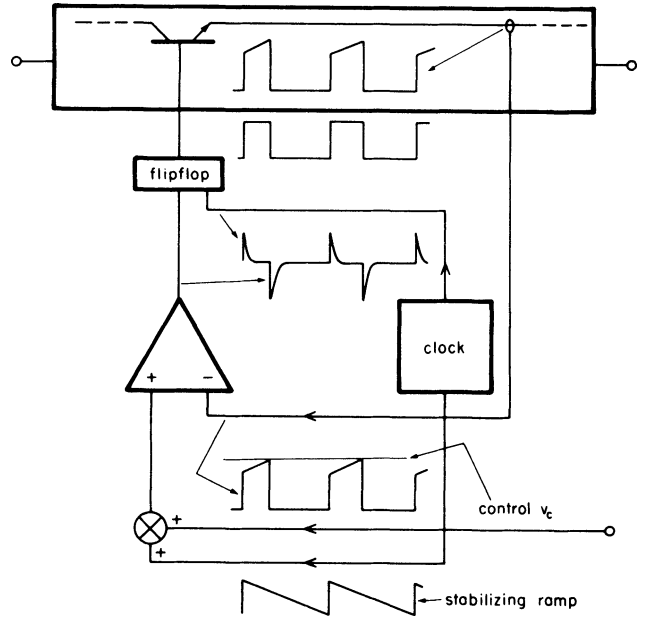 flipflop
clock
+
−
control v_c
+
+
stabilizing ramp